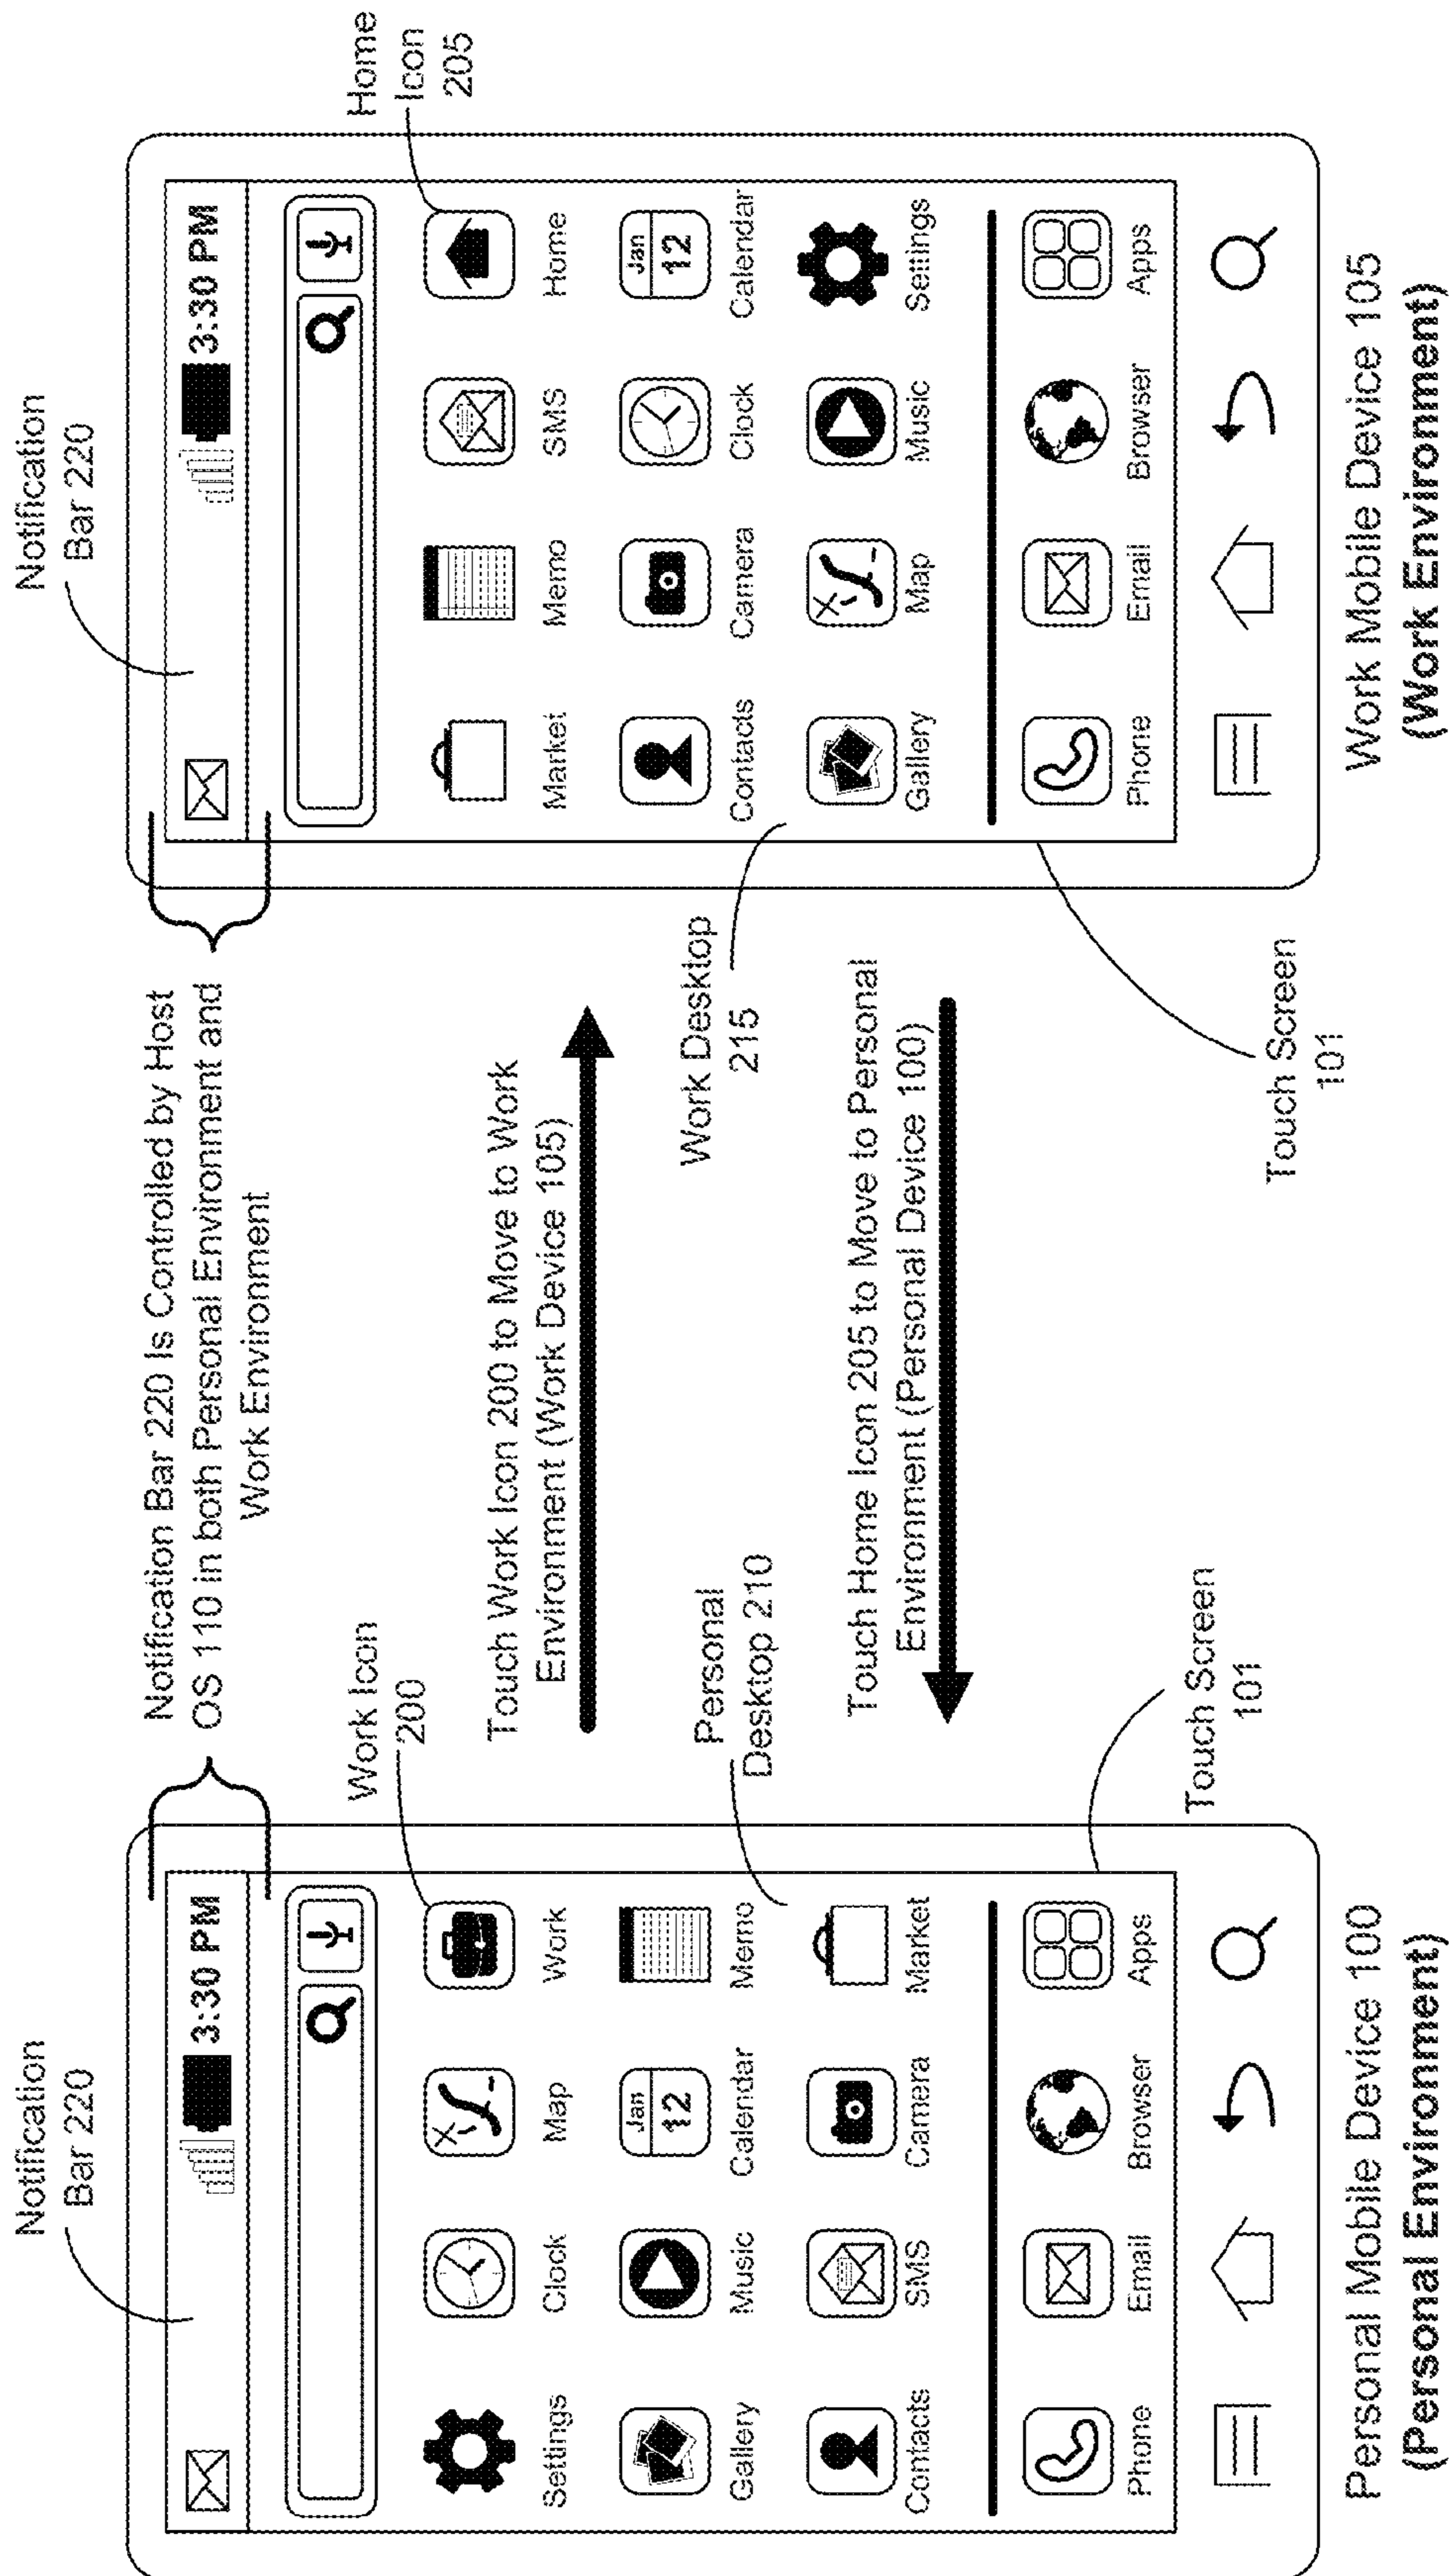 Notification
Bar 220
3:30 PM
Settings
Clock
Map
Work
Gallery
Music
Calendar
Jan
12
Memo
Contacts
SMS
Camera
Market
Phone
Email
Browser
Apps
Personal Mobile Device 100
(Personal Environment)
Notification Bar 220 Is Controlled by Host
OS 110 in both Personal Environment and
Work Environment
Work Icon
200
Touch Work Icon 200 to Move to Work
Environment (Work Device 105)
Personal
Desktop 210
Work Desktop
215
Touch Home Icon 205 to Move to Personal
Environment (Personal Device 100)
Touch Screen
101
Touch Screen
101
Notification
Bar 220
3:30 PM
Home
Icon
205
Market
Memo
SMS
Home
Contacts
Camera
Clock
Calendar
Jan
12
Gallery
Map
Music
Settings
Phone
Email
Browser
Apps
Work Mobile Device 105
(Work Environment)